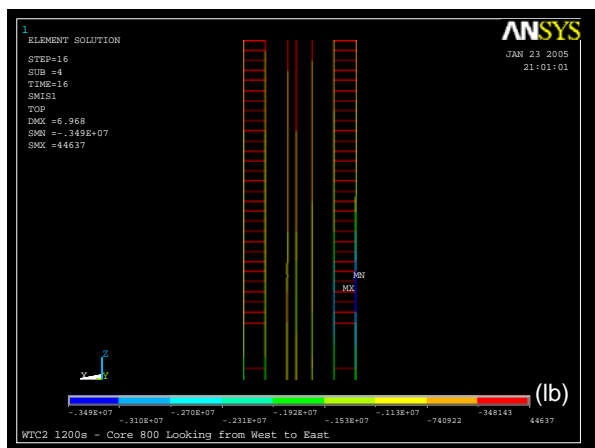 1
ANSYS
ELEMENT SOLUTION
JAN 23 2005
21:01:01
STEP=16
SUB =4
TIME=16
SMIS1
TOP
DMX =6.968
SMN =-.349E+07
SMX =44637
MN
MX
Z
X Y
(lb)
-.349E+07 -.270E+07 -.192E+07 -.113E+07 -348143
-.310E+07 -.231E+07 -.153E+07 -740922 44637
WTC2 1200s - Core 800 Looking from West to East